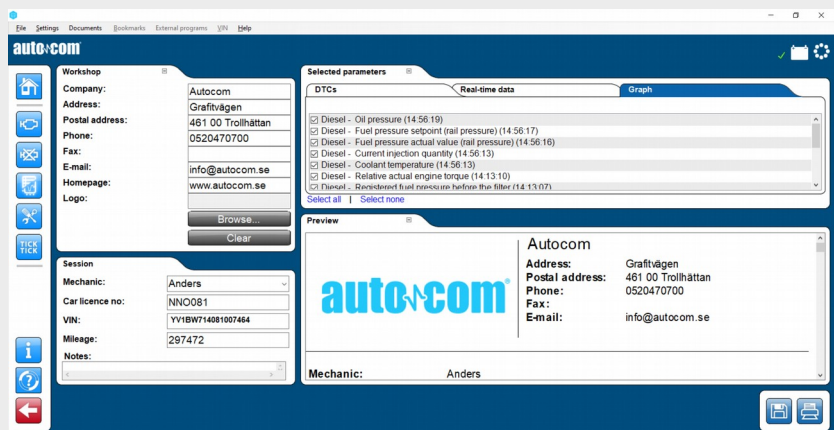 File Settings Documents Bookmarks External programs VIN Help
autocom
Workshop
Company: Autocom
Address: Grafitvägen
Postal address: 461 00 Trollhättan
Phone: 0520470700
Fax:
E-mail: info@autocom.se
Homepage: www.autocom.se
Logo:
Browse...
Clear
Session
Mechanic: Anders
Car licence no: NNO081
VIN: YV1BW714081007464
Mileage: 297472
Notes:
TICK
TICK
Selected parameters
DTCs Real-time data Graph
Diesel - Oil pressure (14:56:19)
Diesel - Fuel pressure setpoint (rail pressure) (14:56:17)
Diesel - Fuel pressure actual value (rail pressure) (14:56:16)
Diesel - Current injection quantity (14:56:13)
Diesel - Coolant temperature (14:56:13)
Diesel - Relative actual engine torque (14:13:10)
Diesel - Registered fuel pressure before the filter (14:13:07)
Select all | Select none
Preview
autocom
Autocom
Address: Grafitvägen
Postal address: 461 00 Trollhättan
Phone: 0520470700
Fax:
E-mail: info@autocom.se
Mechanic: Anders